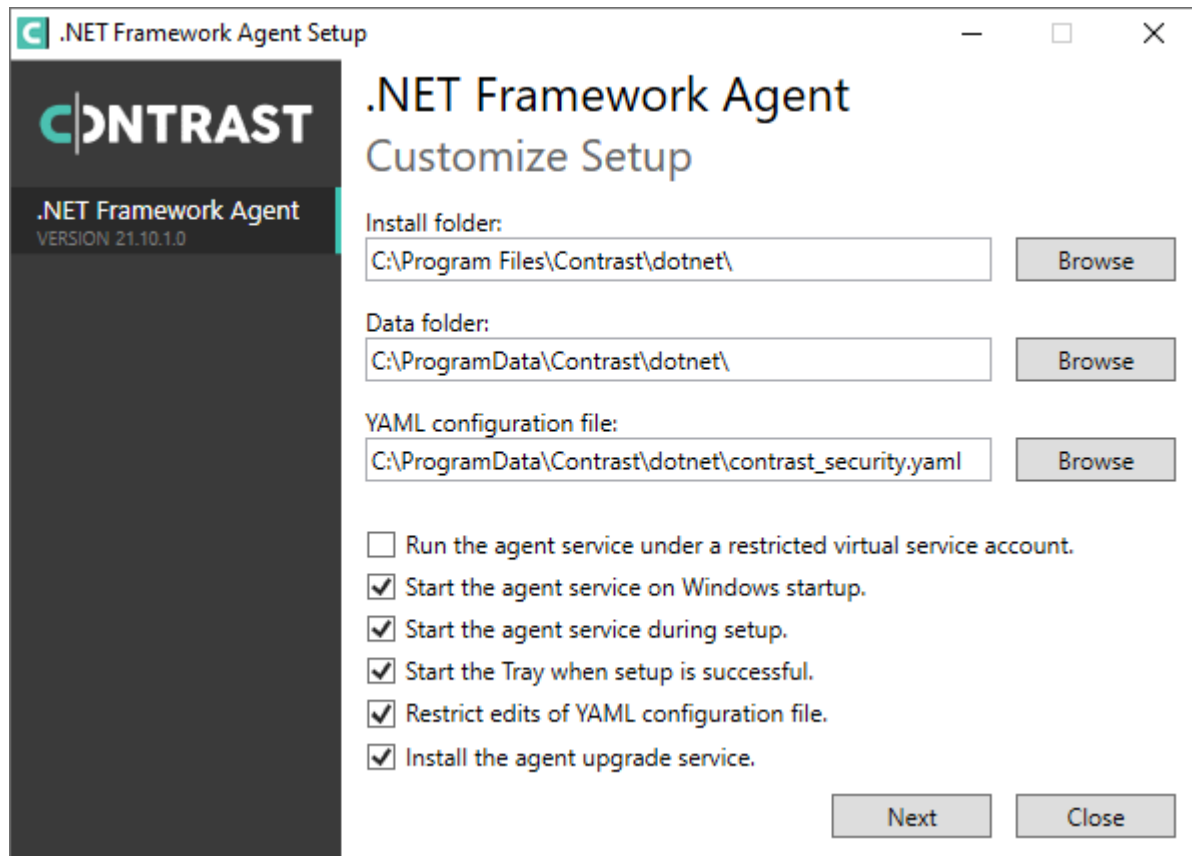 .NET Framework Agent Setup
CONTRAST
.NET Framework Agent
VERSION 21.10.1.0
.NET Framework Agent
Customize Setup
Install folder:
C:\Program Files\Contrast\dotnet\
Browse
Data folder:
C:\ProgramData\Contrast\dotnet\
Browse
YAML configuration file:
C:\ProgramData\Contrast\dotnet\contrast_security.yaml
Browse
Run the agent service under a restricted virtual service account.
Start the agent service on Windows startup.
Start the agent service during setup.
Start the Tray when setup is successful.
Restrict edits of YAML configuration file.
Install the agent upgrade service.
Next
Close